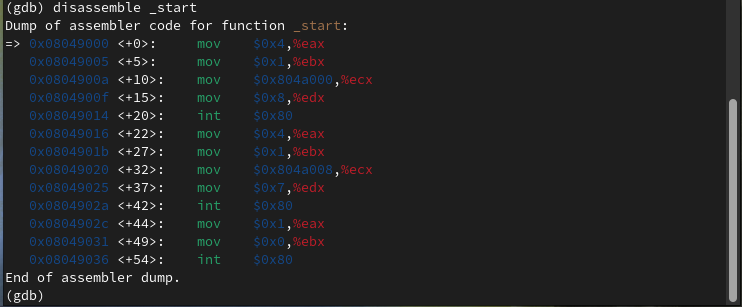 (gdb) disassemble _start
Dump of assembler code for function _start:
=> 0x08049000 <+0>:     mov    $0x4,%eax
   0x08049005 <+5>:     mov    $0x1,%ebx
   0x0804900a <+10>:    mov    $0x804a000,%ecx
   0x0804900f <+15>:    mov    $0x8,%edx
   0x08049014 <+20>:    int    $0x80
   0x08049016 <+22>:    mov    $0x4,%eax
   0x0804901b <+27>:    mov    $0x1,%ebx
   0x08049020 <+32>:    mov    $0x804a008,%ecx
   0x08049025 <+37>:    mov    $0x7,%edx
   0x0804902a <+42>:    int    $0x80
   0x0804902c <+44>:    mov    $0x1,%eax
   0x08049031 <+49>:    mov    $0x0,%ebx
   0x08049036 <+54>:    int    $0x80
End of assembler dump.
(gdb)